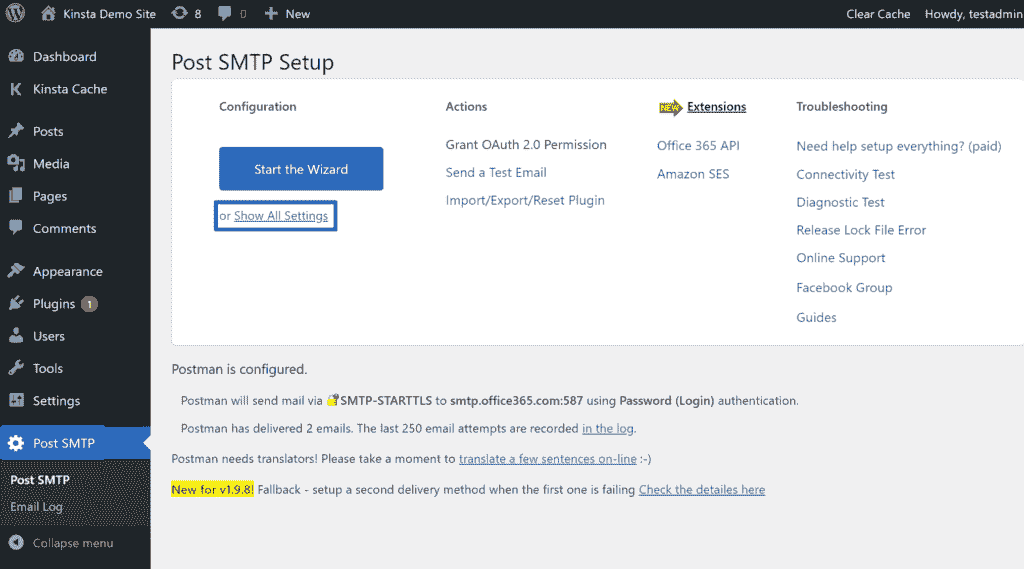 Kinsta Demo Site 8 0 New Clear Cache Howdy, testadmin
Dashboard
Kinsta Cache
Posts
Media
Pages
Comments
Appearance
Plugins 1
Users
Tools
Settings
Post SMTP
Post SMTP
Email Log
Collapse menu
Post SMTP Setup
Configuration
Start the Wizard
or Show All Settings
Actions
Grant OAuth 2.0 Permission
Send a Test Email
Import/Export/Reset Plugin
NEW Extensions
Office 365 API
Amazon SES
Troubleshooting
Need help setup everything? (paid)
Connectivity Test
Diagnostic Test
Release Lock File Error
Online Support
Facebook Group
Guides
Postman is configured.
Postman will send mail via SMTP-STARTTLS to smtp.office365.com:587 using Password (Login) authentication.
Postman has delivered 2 emails. The last 250 email attempts are recorded in the log.
Postman needs translators! Please take a moment to translate a few sentences on-line :-)
New for v1.9.8! Fallback - setup a second delivery method when the first one is failing Check the detailes here